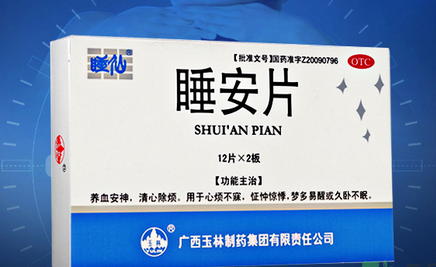 睡仙
【批准文号】国药准字Z20090796
OTC
睡安片
SHUI'AN PIAN
12片×2板
【功能主治】
养血安神，清心除烦。用于心烦不寐，怔忡惊悸，梦多易醒或久卧不眠。
广西玉林制药集团有限责任公司